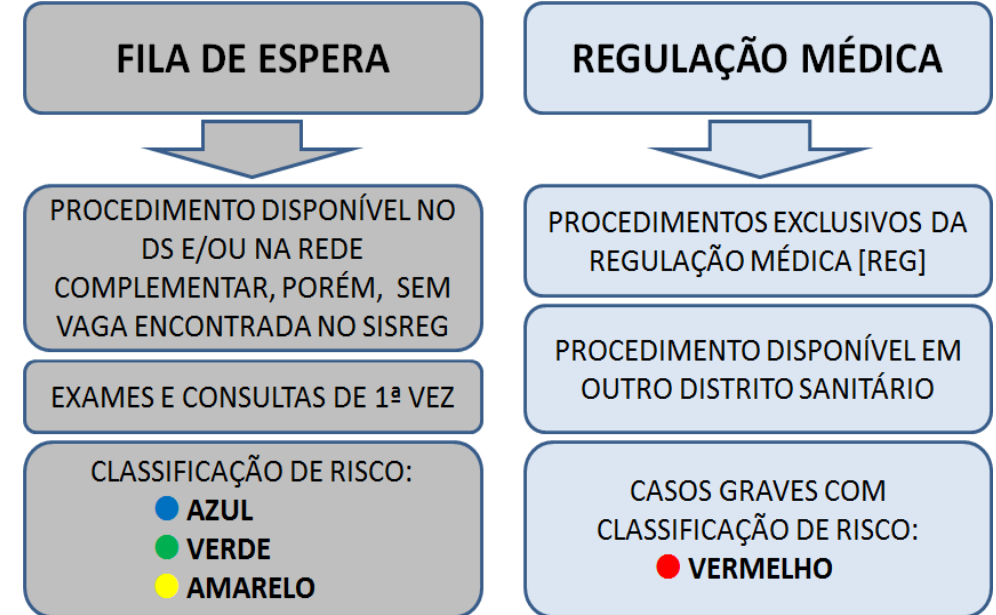 FILA DE ESPERA
PROCEDIMENTO DISPONÍVEL NO
DS E/OU NA REDE
COMPLEMENTAR, PORÉM, SEM
VAGA ENCONTRADA NO SISREG
EXAMES E CONSULTAS DE 1ª VEZ
CLASSIFICAÇÃO DE RISCO:
AZUL
VERDE
AMARELO
REGULAÇÃO MÉDICA
PROCEDIMENTOS EXCLUSIVOS DA
REGULAÇÃO MÉDICA [REG]
PROCEDIMENTO DISPONÍVEL EM
OUTRO DISTRITO SANITÁRIO
CASOS GRAVES COM
CLASSIFICAÇÃO DE RISCO:
VERMELHO